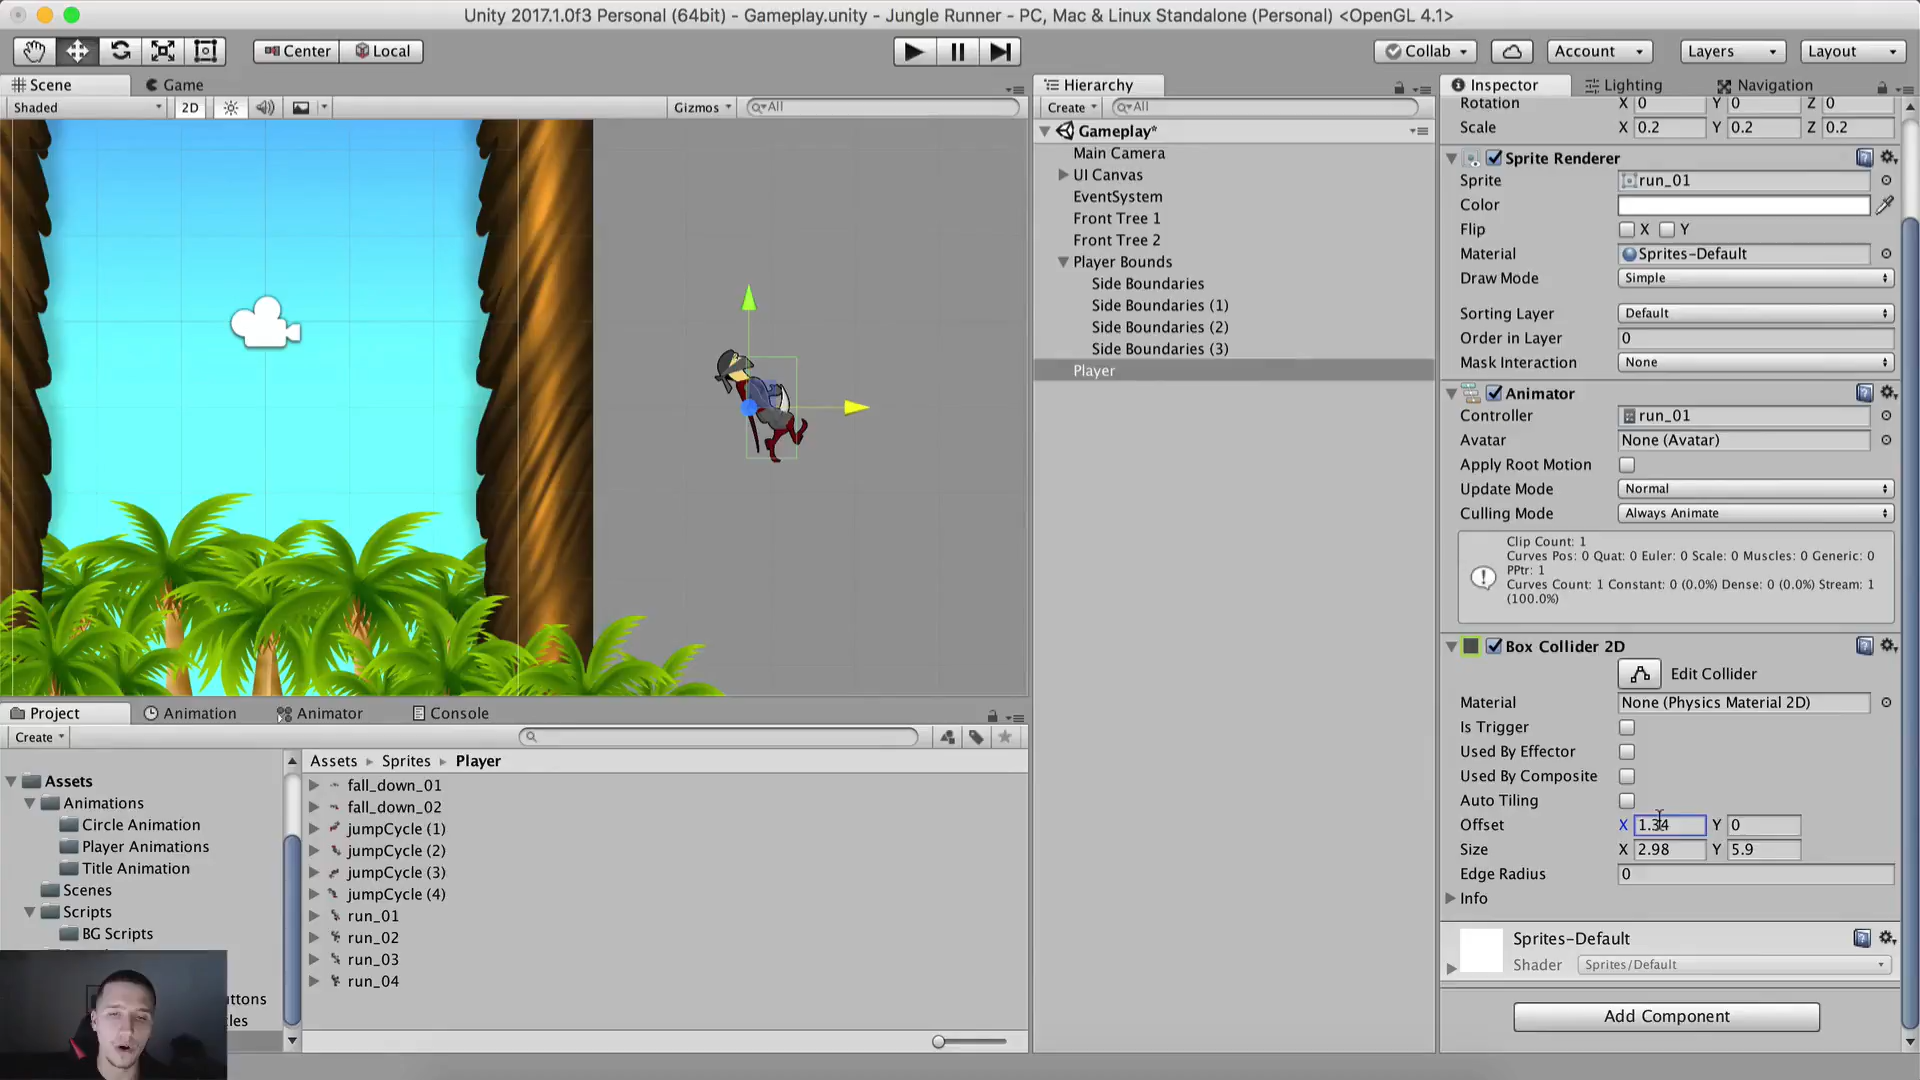 Unity 2017.1.0f3 Personal (64bit) - Gameplay.unity - Jungle Runner - PC, Mac & Linux Standalone (Personal) <OpenGL 4.1>
Center Local Collab Account Layers Layout
Scene Game
Shaded 2D Gizmos All
Hierarchy
Create All
Gameplay*
Main Camera
UI Canvas
EventSystem
Front Tree 1
Front Tree 2
Player Bounds
Side Boundaries
Side Boundaries (1)
Side Boundaries (2)
Side Boundaries (3)
Player
Inspector Lighting Navigation
Rotation X 0 Y 0 Z 0
Scale X 0.2 Y 0.2 Z 0.2
Sprite Renderer
Sprite run_01
Color
Flip X Y
Material Sprites-Default
Draw Mode Simple
Sorting Layer Default
Order in Layer 0
Mask Interaction None
Animator
Controller run_01
Avatar None (Avatar)
Apply Root Motion
Update Mode Normal
Culling Mode Always Animate
Clip Count: 1
Curves Pos: 0 Quat: 0 Euler: 0 Scale: 0 Muscles: 0 Generic: 0
PPtr: 1
Curves Count: 1 Constant: 0 (0.0%) Dense: 0 (0.0%) Stream: 1
(100.0%)
Box Collider 2D
Edit Collider
Material None (Physics Material 2D)
Is Trigger
Used By Effector
Used By Composite
Auto Tiling
Offset X 1.34 Y 0
Size X 2.98 Y 5.9
Edge Radius 0
Info
Sprites-Default
Shader Sprites/Default
Add Component
Project Animation Animator Console
Create
Assets
Animations
Circle Animation
Player Animations
Title Animation
Scenes
Scripts
BG Scripts
uttons
les
Assets Sprites Player
fall_down_01
fall_down_02
jumpCycle (1)
jumpCycle (2)
jumpCycle (3)
jumpCycle (4)
run_01
run_02
run_03
run_04